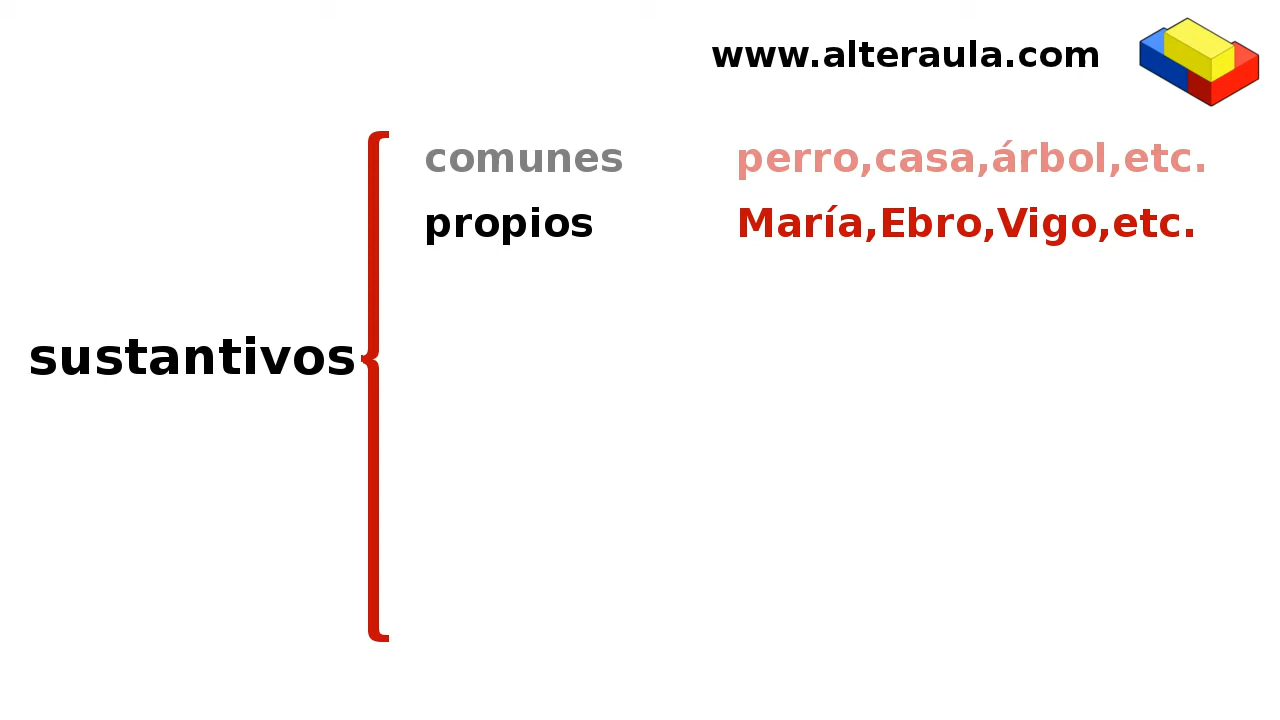 www.alteraula.com
comunes perro,casa,árbol,etc.
propios María,Ebro,Vigo,etc.
sustantivos